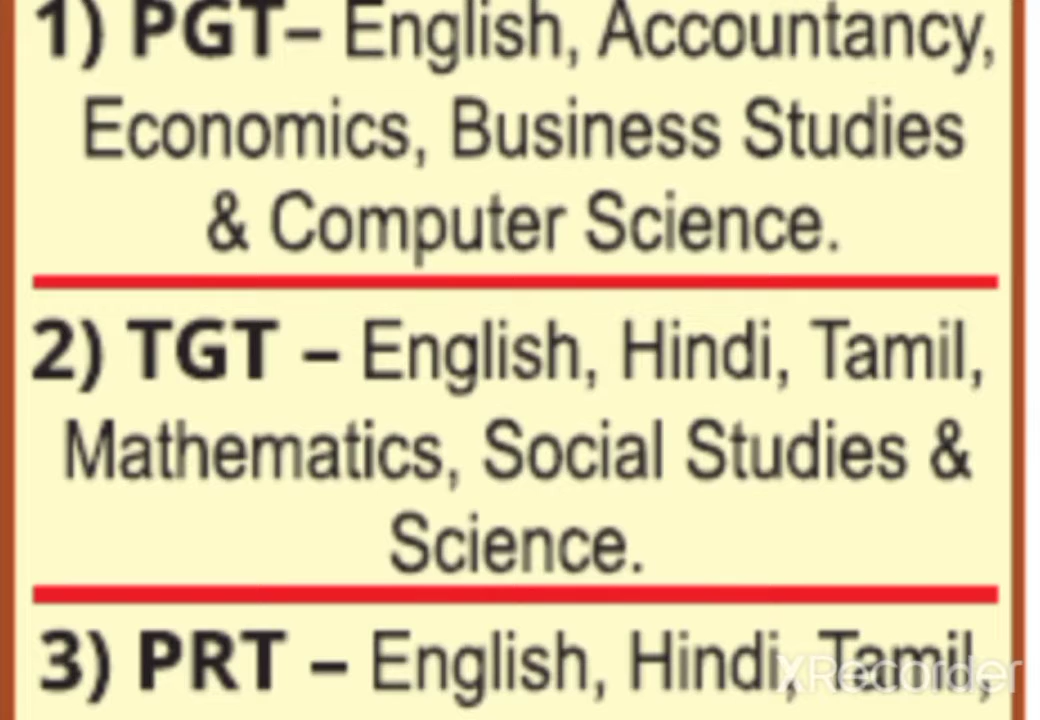 1) PGT– English, Accountancy,
Economics, Business Studies
& Computer Science.
2) TGT – English, Hindi, Tamil,
Mathematics, Social Studies &
Science.
3) PRT – English, Hindi, Tamil,
XRecorder